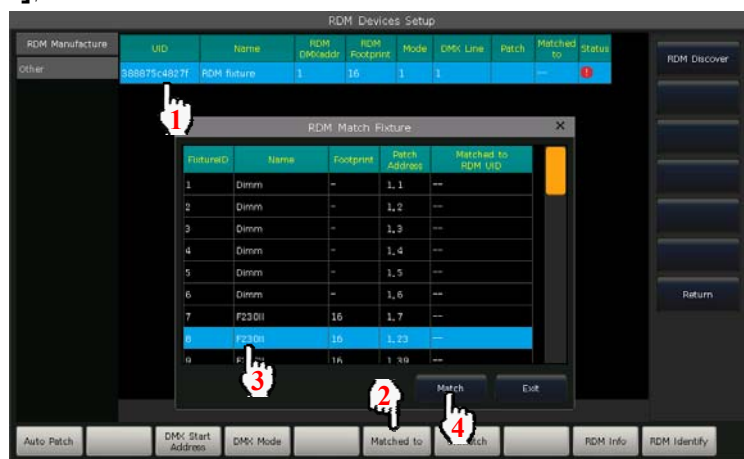 RDM Devices Setup
RDM Manufacture
Other
UID Name RDM DMXaddr RDM Footprint Mode DMX Line Patch Matched to Status
388875c4827f RDM fixture 1 16 1 1 --
RDM Discover
1
RDM Match Fixture
FixtureID Name Footprint Patch Address Matched to RDM UID
1 Dimm - 1, 1 --
2 Dimm - 1, 2 --
3 Dimm - 1, 3 --
4 Dimm - 1, 4 --
5 Dimm - 1, 5 --
6 Dimm - 1, 6 --
7 F230II 16 1, 7 --
8 F230II 16 1, 23 --
9 16 1, 39 --
Return
3
2
Match
Exit
4
Auto Patch
DMX Start Address
DMX Mode
Matched to
RDM Info
RDM Identify